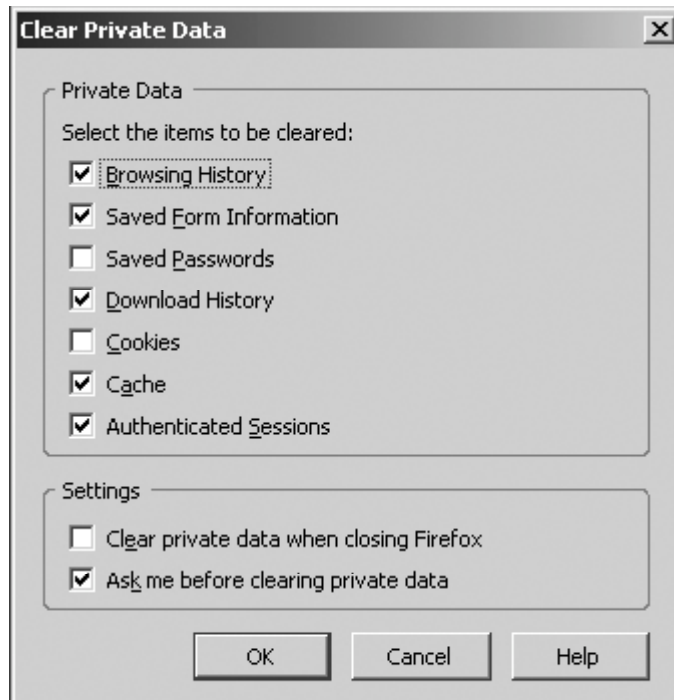 Clear Private Data
Private Data
Select the items to be cleared:
Browsing History
Saved Form Information
Saved Passwords
Download History
Cookies
Cache
Authenticated Sessions
Settings
Clear private data when closing Firefox
Ask me before clearing private data
OK Cancel Help